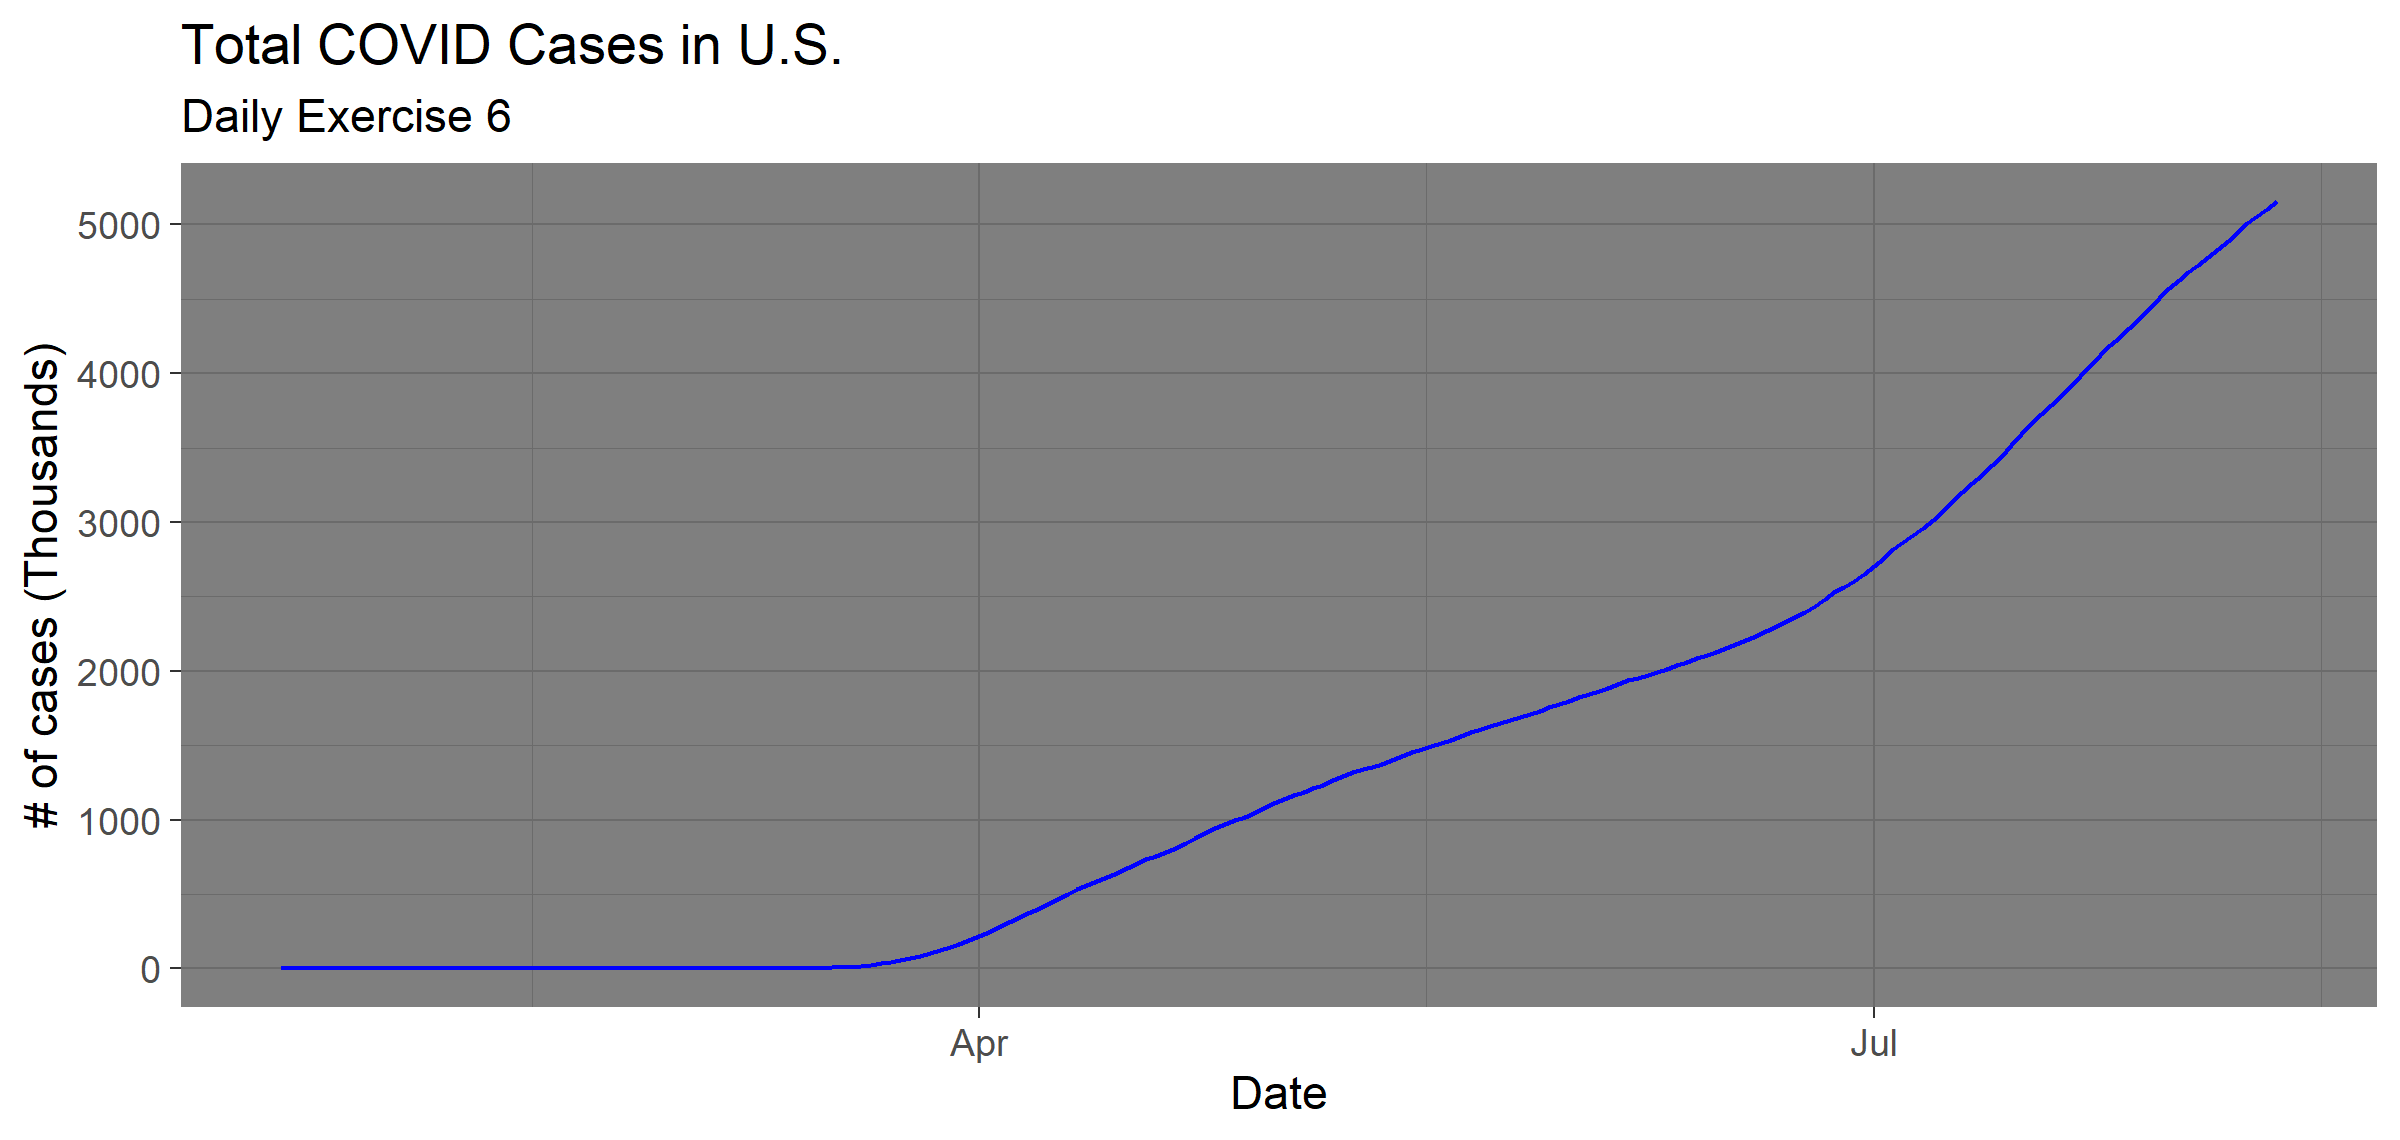 Total COVID Cases in U.S.
Daily Exercise 6
# of cases (Thousands)
5000
4000
3000
2000
1000
0
Apr
Jul
Date